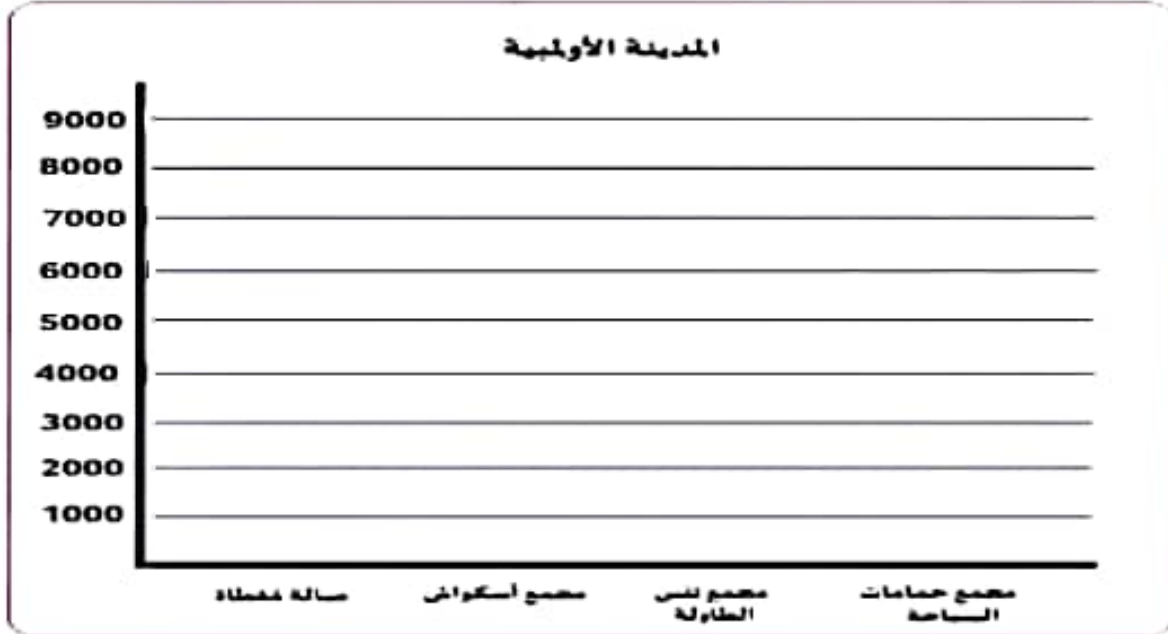 المدينة الأولمبية
9000
8000
7000
6000
5000
4000
3000
2000
1000
صالة مغطاة
مجمع أسكواش
مجمع تنس
الطاولة
مجمع حمامات
السباحة